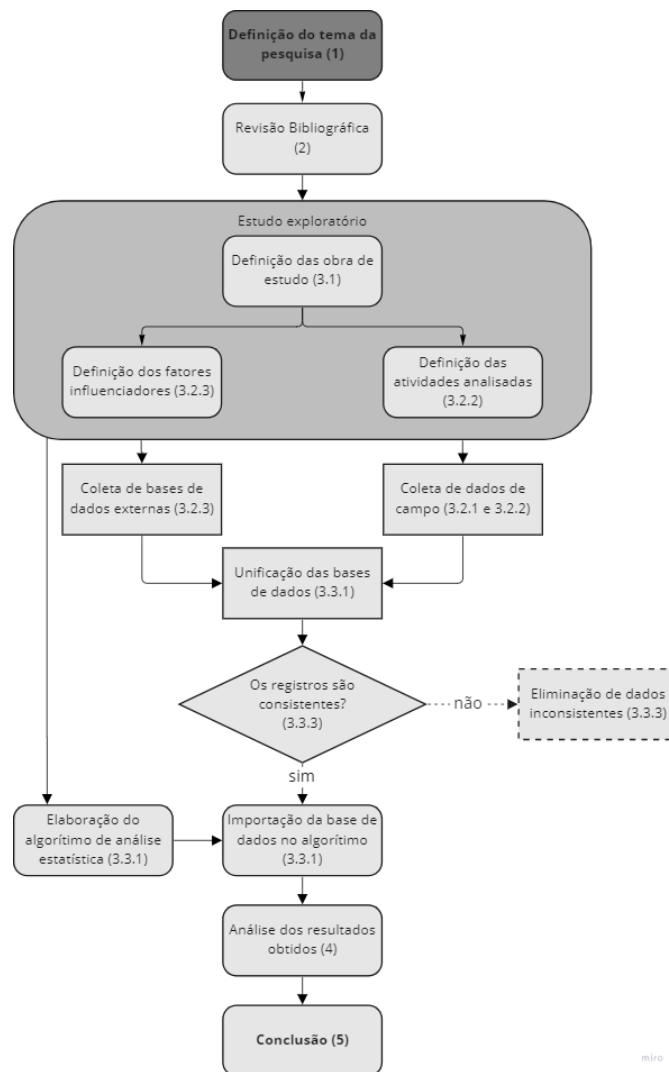 Definição do tema da
pesquisa (1)
Revisão Bibliográfica
(2)
Estudo exploratório
Definição das obra de
estudo (3.1)
Definição dos fatores
influenciadores (3.2.3)
Definição das
atividades analisadas
(3.2.2)
Coleta de bases de
dados externas (3.2.3)
Coleta de dados de
campo (3.2.1 e 3.2.2)
Unificação das bases
de dados (3.3.1)
Os registros são
consistentes?
(3.3.3)
não
Eliminação de dados
inconsistentes (3.3.3)
sim
Elaboração do
algorítimo de análise
estatística (3.3.1)
Importação da base de
dados no algorítimo
(3.3.1)
Análise dos resultados
obtidos (4)
Conclusão (5)
miro